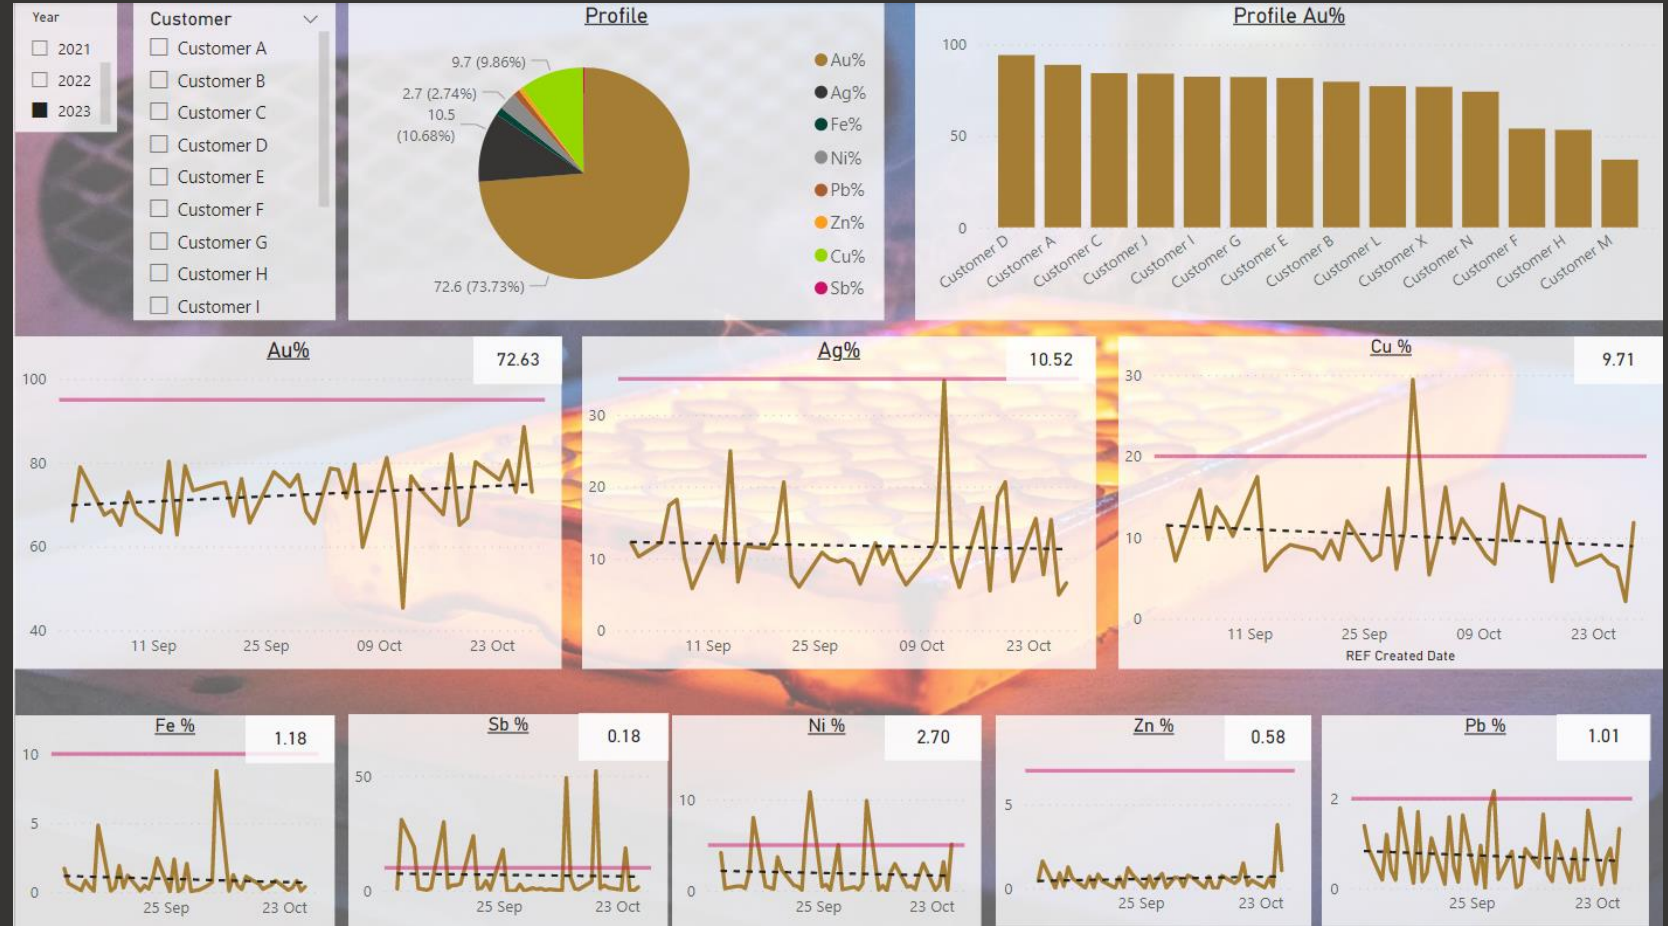 Year
2021
2022
2023
Customer
Customer A
Customer B
Customer C
Customer D
Customer E
Customer F
Customer G
Customer H
Customer I
Profile
9.7 (9.86%)
2.7 (2.74%)
10.5
(10.68%)
72.6 (73.73%)
Au%
Ag%
Fe%
Ni%
Pb%
Zn%
Cu%
Sb%
Profile Au%
100
50
0
Customer D
Customer A
Customer C
Customer J
Customer I
Customer G
Customer E
Customer B
Customer L
Customer X
Customer N
Customer F
Customer H
Customer M
Au%
72.63
100
80
60
40
11 Sep
25 Sep
09 Oct
23 Oct
Ag%
10.52
30
20
10
0
11 Sep
25 Sep
09 Oct
23 Oct
Cu %
9.71
30
20
10
0
11 Sep
25 Sep
09 Oct
23 Oct
REF Created Date
Fe %
1.18
10
5
0
25 Sep
23 Oct
Sb %
0.18
50
0
25 Sep
23 Oct
Ni %
2.70
10
0
25 Sep
23 Oct
Zn %
0.58
5
0
25 Sep
23 Oct
Pb %
1.01
2
0
25 Sep
23 Oct